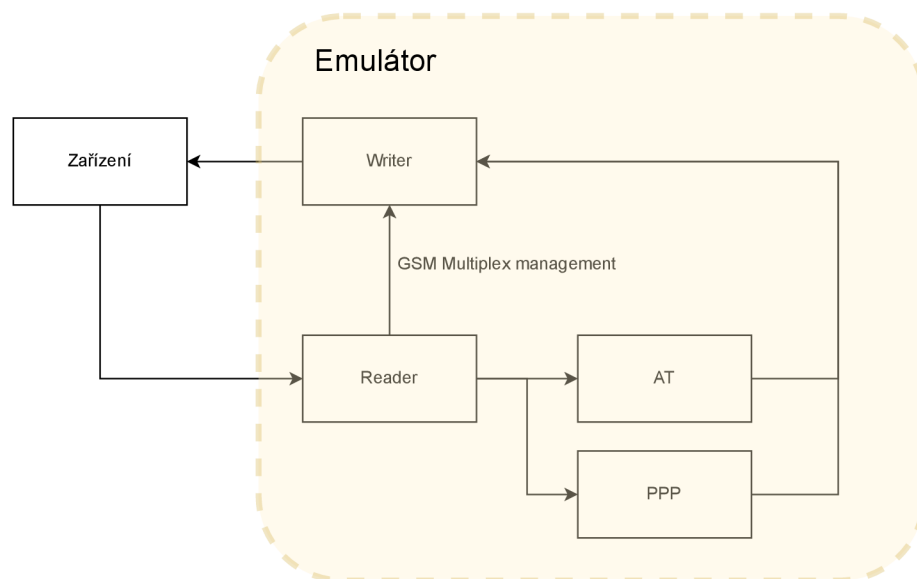 Emulátor
Zařízení
Writer
GSM Multiplex management
Reader
AT
PPP